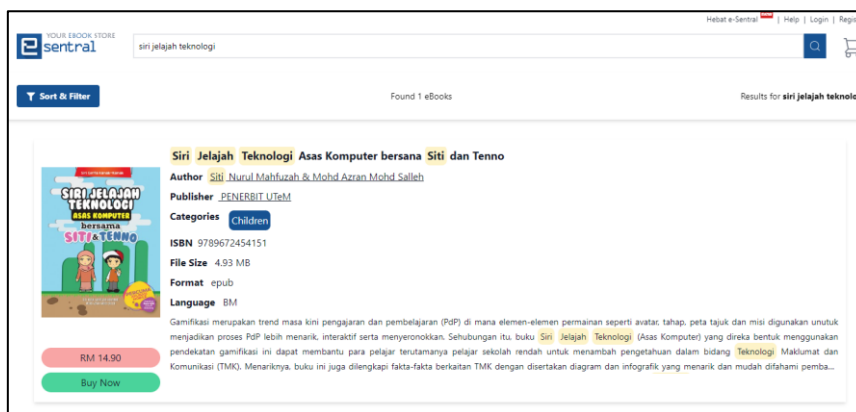 Hebat e-Sentral | Help | Login | Regis
YOUR EBOOK STORE
sentral
siri jelajah teknologi
Sort & Filter
Found 1 eBooks
Results for siri jelajah teknolo
Siri Jelajah Teknologi Asas Komputer bersana Siti dan Tenno
Author Siti Nurul Mahfuzah & Mohd Azran Mohd Salleh
Publisher PENERBIT UTeM
Categories Children
ISBN 9789672454151
File Size 4.93 MB
Format epub
Language BM
SIRI JELAJAH
TEKNOLOGI
ASAS KOMPUTER
bersama
SITI & TENNO
Gamifikasi merupakan trend masa kini pengajaran dan pembelajaran (PdP) di mana elemen-elemen permainan seperti avatar, tahap, peta tajuk dan misi digunakan unutuk
menjadikan proses PdP lebih menarik, interaktif serta menyeronokkan. Sehubungan itu, buku Siri Jelajah Teknologi (Asas Komputer) yang direka bentuk menggunakan
pendekatan gamifikasi ini dapat membantu para pelajar terutamanya pelajar sekolah rendah untuk menambah pengetahuan dalam bidang Teknologi Maklumat dan
Komunikasi (TMK). Menariknya, buku ini juga dilengkapi fakta-fakta berkaitan TMK dengan disertakan diagram dan infografik yang menarik dan mudah difahami pemba...
RM 14.90
Buy Now